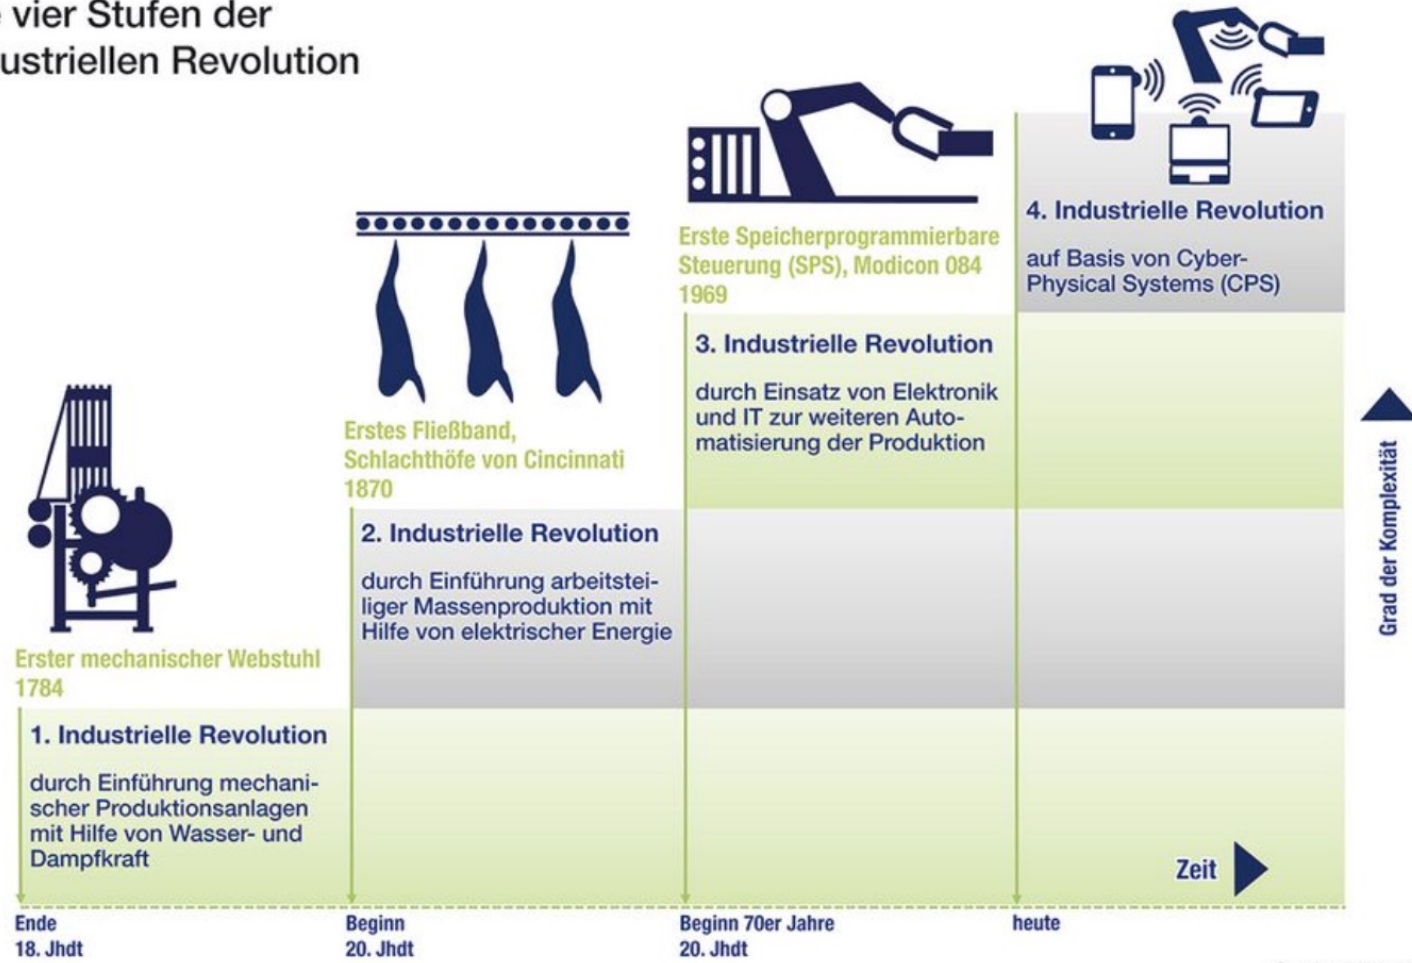 vier Stufen der
ustriellen Revolution
4. Industrielle Revolution
auf Basis von Cyber-
Physical Systems (CPS)
Erste Speicherprogrammierbare
Steuerung (SPS), Modicon 084
1969
3. Industrielle Revolution
durch Einsatz von Elektronik
und IT zur weiteren Auto-
matisierung der Produktion
Erstes Fließband,
Schlachthöfe von Cincinnati
1870
2. Industrielle Revolution
durch Einführung arbeitstei-
liger Massenproduktion mit
Hilfe von elektrischer Energie
Erster mechanischer Webstuhl
1784
1. Industrielle Revolution
durch Einführung mechani-
scher Produktionsanlagen
mit Hilfe von Wasser- und
Dampfkraft
Grad der Komplexität
Zeit
Ende
18. Jhdt
Beginn
20. Jhdt
Beginn 70er Jahre
20. Jhdt
heute